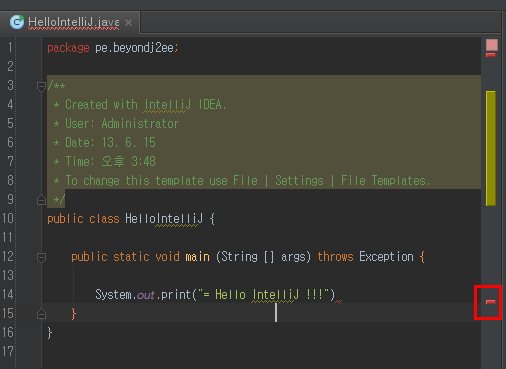 HelloIntelliJ.java
1 package pe.beyondj2ee;
2
3 /**
4 * Created with IntelliJ IDEA.
5 * User: Administrator
6 * Date: 13. 6. 15
7 * Time: 오후 3:48
8 * To change this template use File | Settings | File Templates.
9 */
10 public class HelloIntelliJ {
11
12 public static void main (String [] args) throws Exception {
13
14 System.out.print("= Hello IntelliJ !!!")
15 }
16 }
17